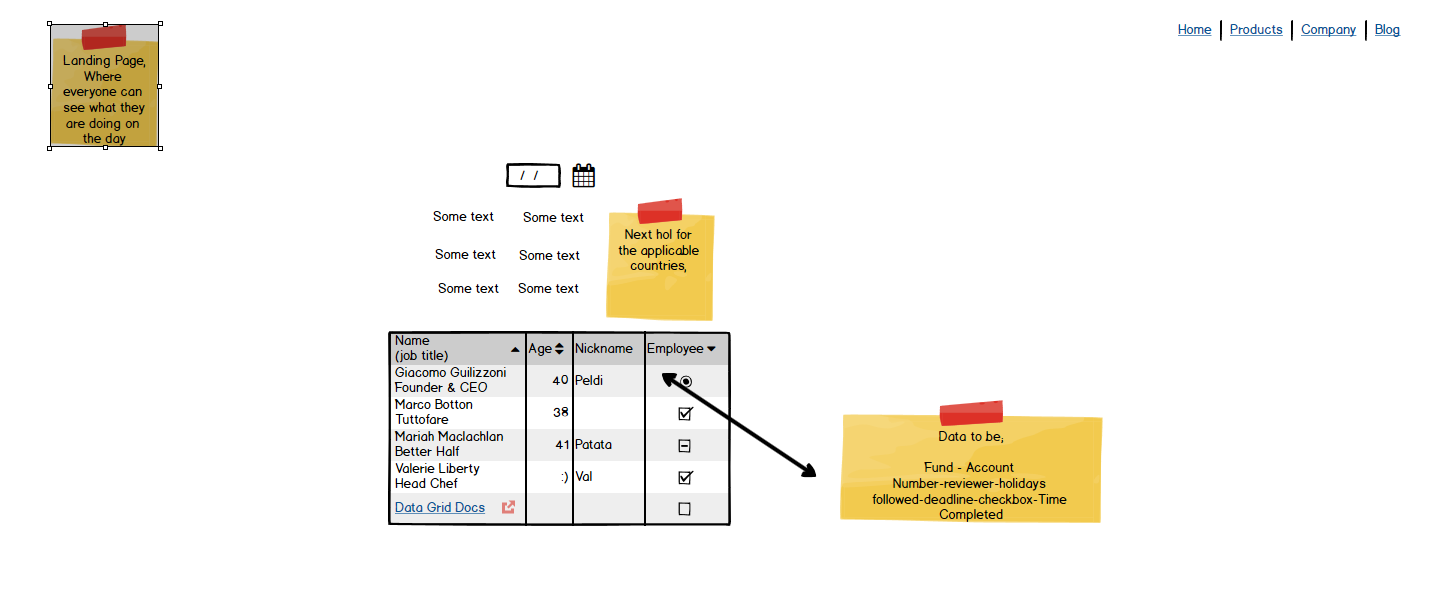 Home Products Company Blog
Landing Page,
Where
everyone can
see what they
are doing on
the day
/ /
Some text Some text
Some text Some text
Some text Some text
Next hol for
the applicable
countries,
Name
(job title)
Age
Nickname
Employee
Giacomo Guilizzoni
Founder & CEO
40
Peldi
Marco Botton
Tuttofare
38
Mariah Maclachlan
Better Half
41
Patata
Valerie Liberty
Head Chef
:)
Val
Data Grid Docs
Data to be;
Fund - Account
Number-reviewer-holidays
followed-deadline-checkbox-Time
Completed